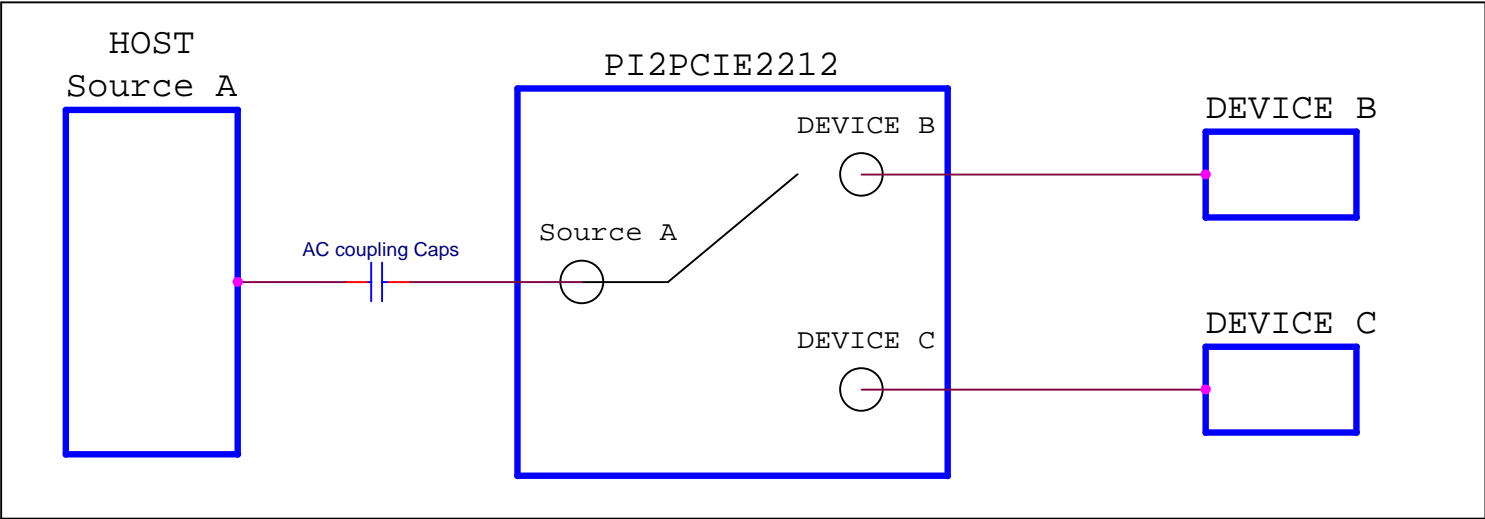 HOST
Source A
PI2PCIE2212
DEVICE B
DEVICE B
Source A
AC coupling Caps
DEVICE C
DEVICE C